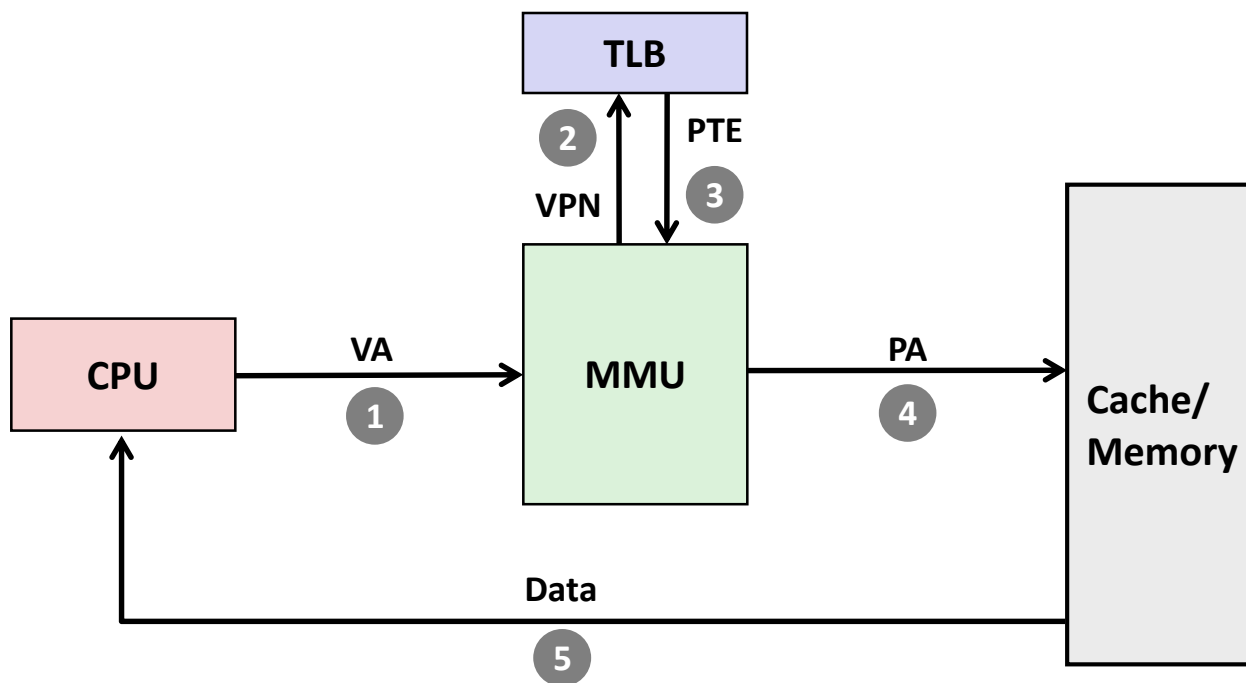 TLB
2
PTE
VPN
3
CPU
VA
1
MMU
PA
4
Cache/
Memory
Data
5